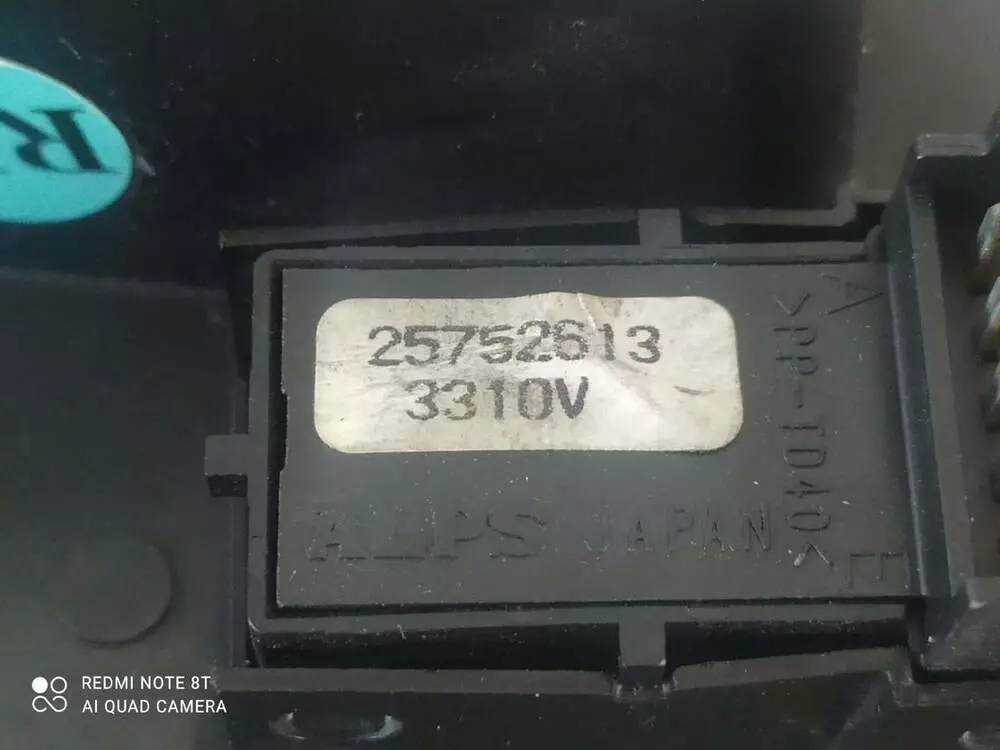 R
25752613
3310V
A
>PP-TD40<
ALPS JAPAN
E
REDMI NOTE 8T
AI QUAD CAMERA